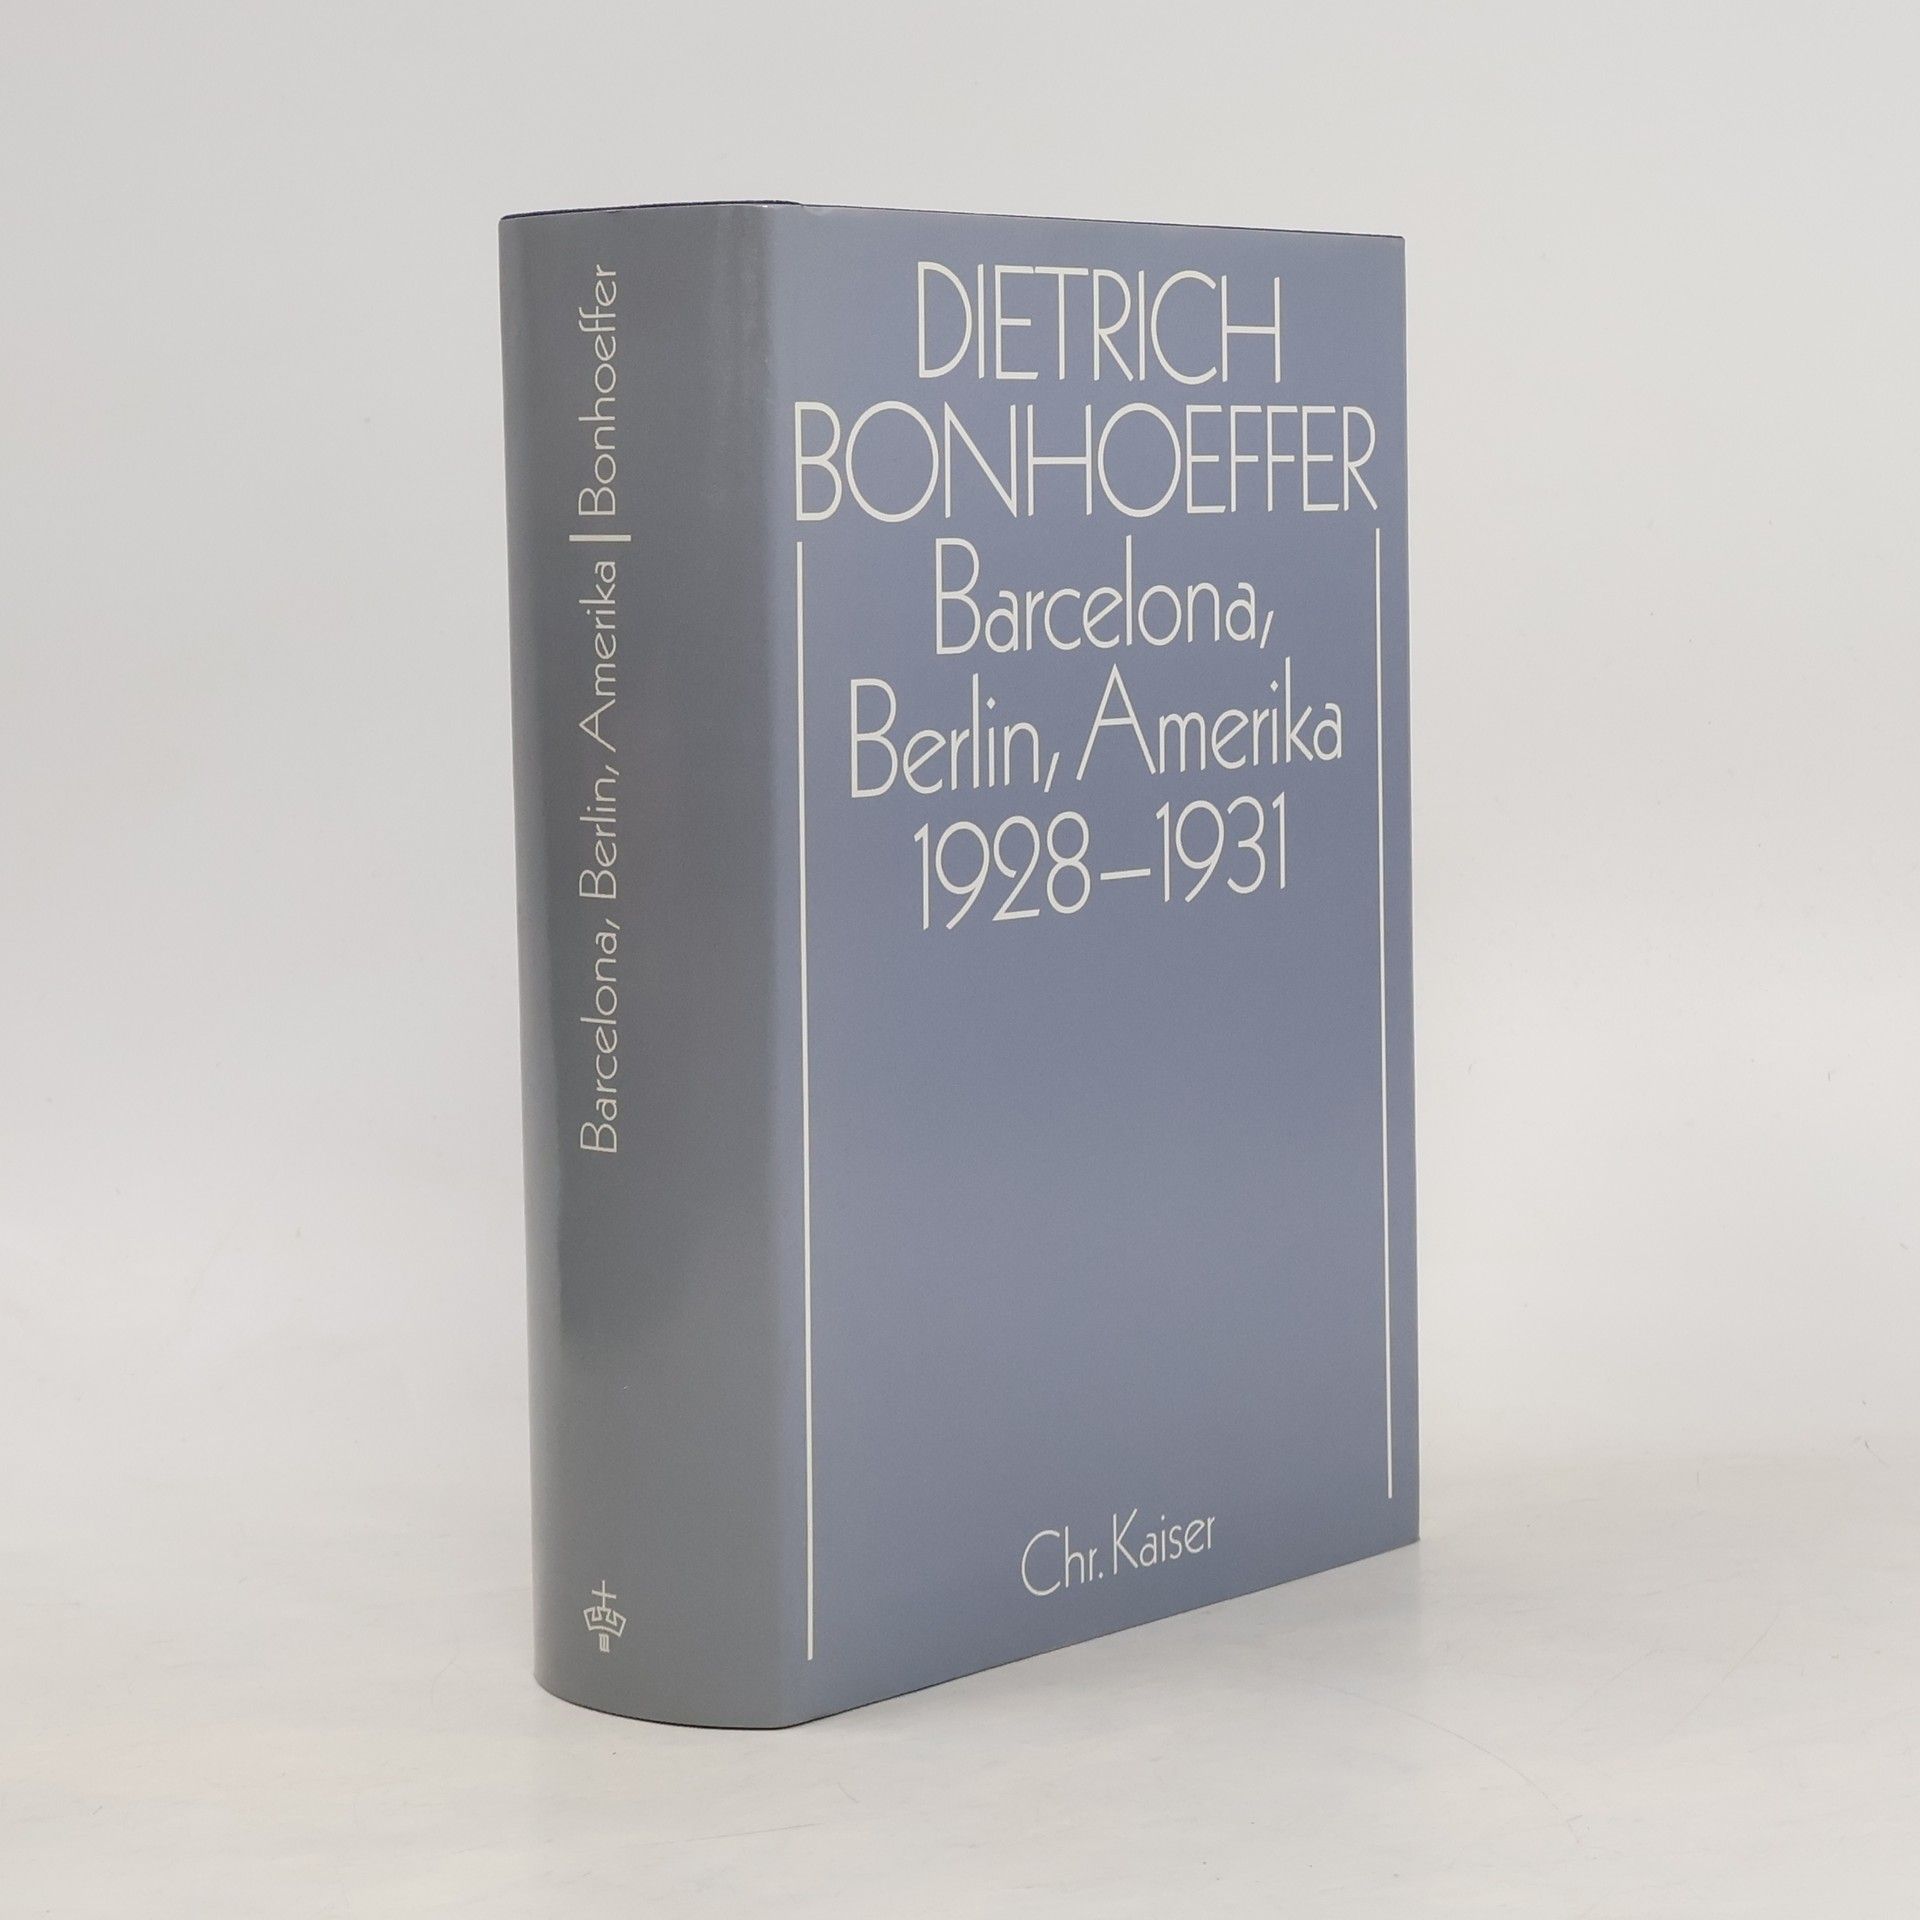 Barcelona, Berlin, Amerika | Bonhoeffer
DIETRICH
BONHOEFFER
Barcelona,
Berlin, Amerika
1928–1931
Chr. Kaiser